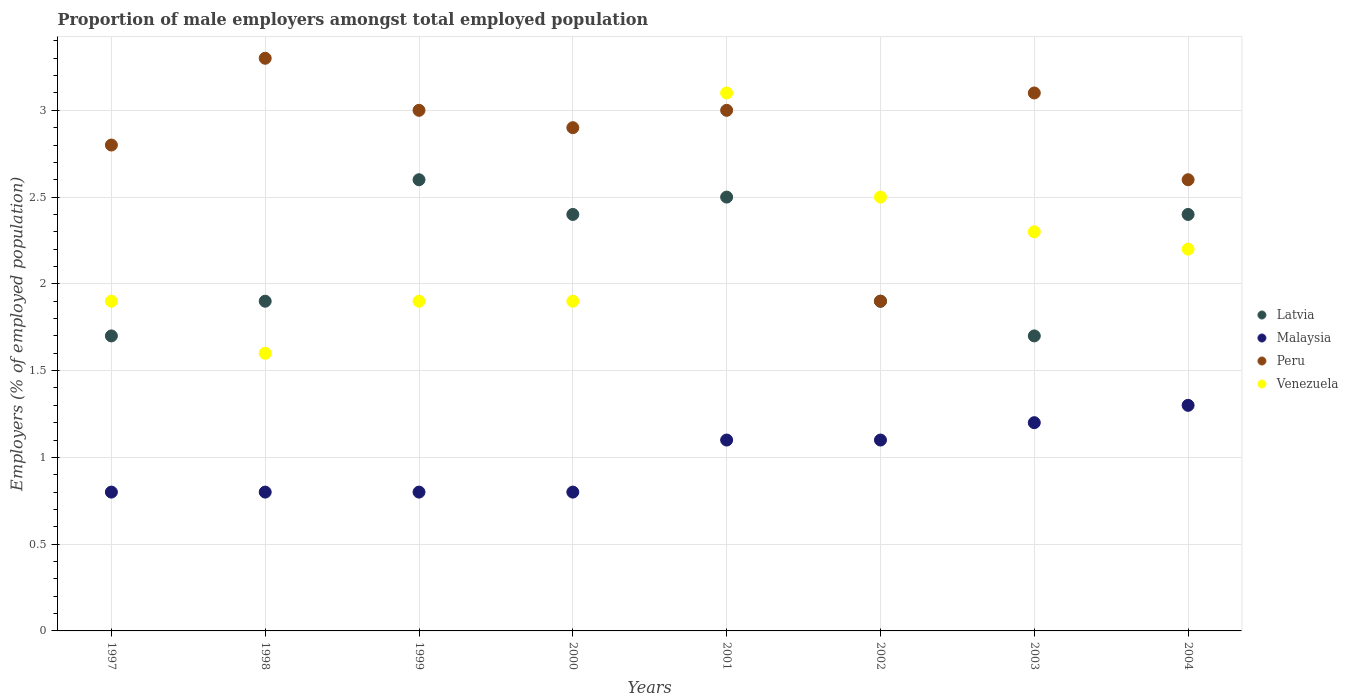 Proportion of male employers amongst total employed population
Employers (% of employed population)
3
2.5
2
1.5
1
0.5
0
1997
1998
1999
2000
2001
2002
2003
2004
Years
Latvia
Malaysia
Peru
Venezuela